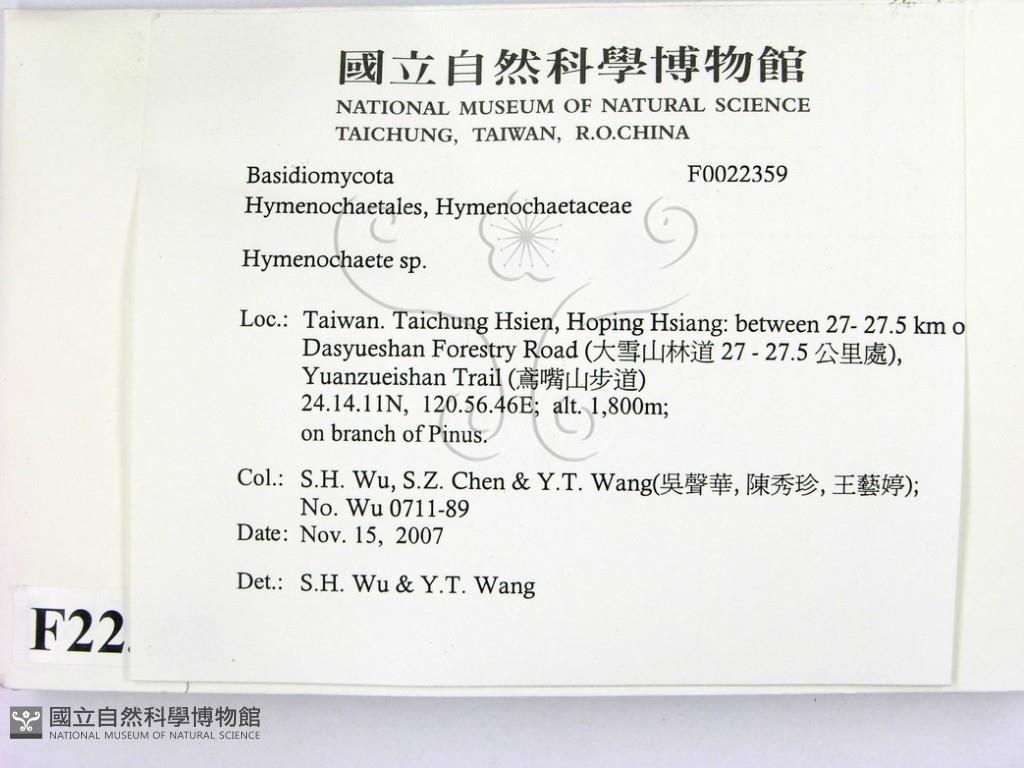 國立自然科學博物館
NATIONAL MUSEUM OF NATURAL SCIENCE
TAICHUNG, TAIWAN, R.O.CHINA
Basidiomycota F0022359
Hymenochaetales, Hymenochaetaceae
Hymenochaete sp.
Loc.: Taiwan. Taichung Hsien, Hoping Hsiang: between 27- 27.5 km o
Dasyueshan Forestry Road (大雪山林道 27 - 27.5 公里處),
Yuanzueishan Trail (鳶嘴山步道)
24.14.11N, 120.56.46E; alt. 1,800m;
on branch of Pinus.
Col.: S.H. Wu, S.Z. Chen & Y.T. Wang(吳聲華, 陳秀珍, 王藝婷);
No. Wu 0711-89
Date: Nov. 15, 2007
Det.: S.H. Wu & Y.T. Wang
F22
國立自然科學博物館
NATIONAL MUSEUM OF NATURAL SCIENCE